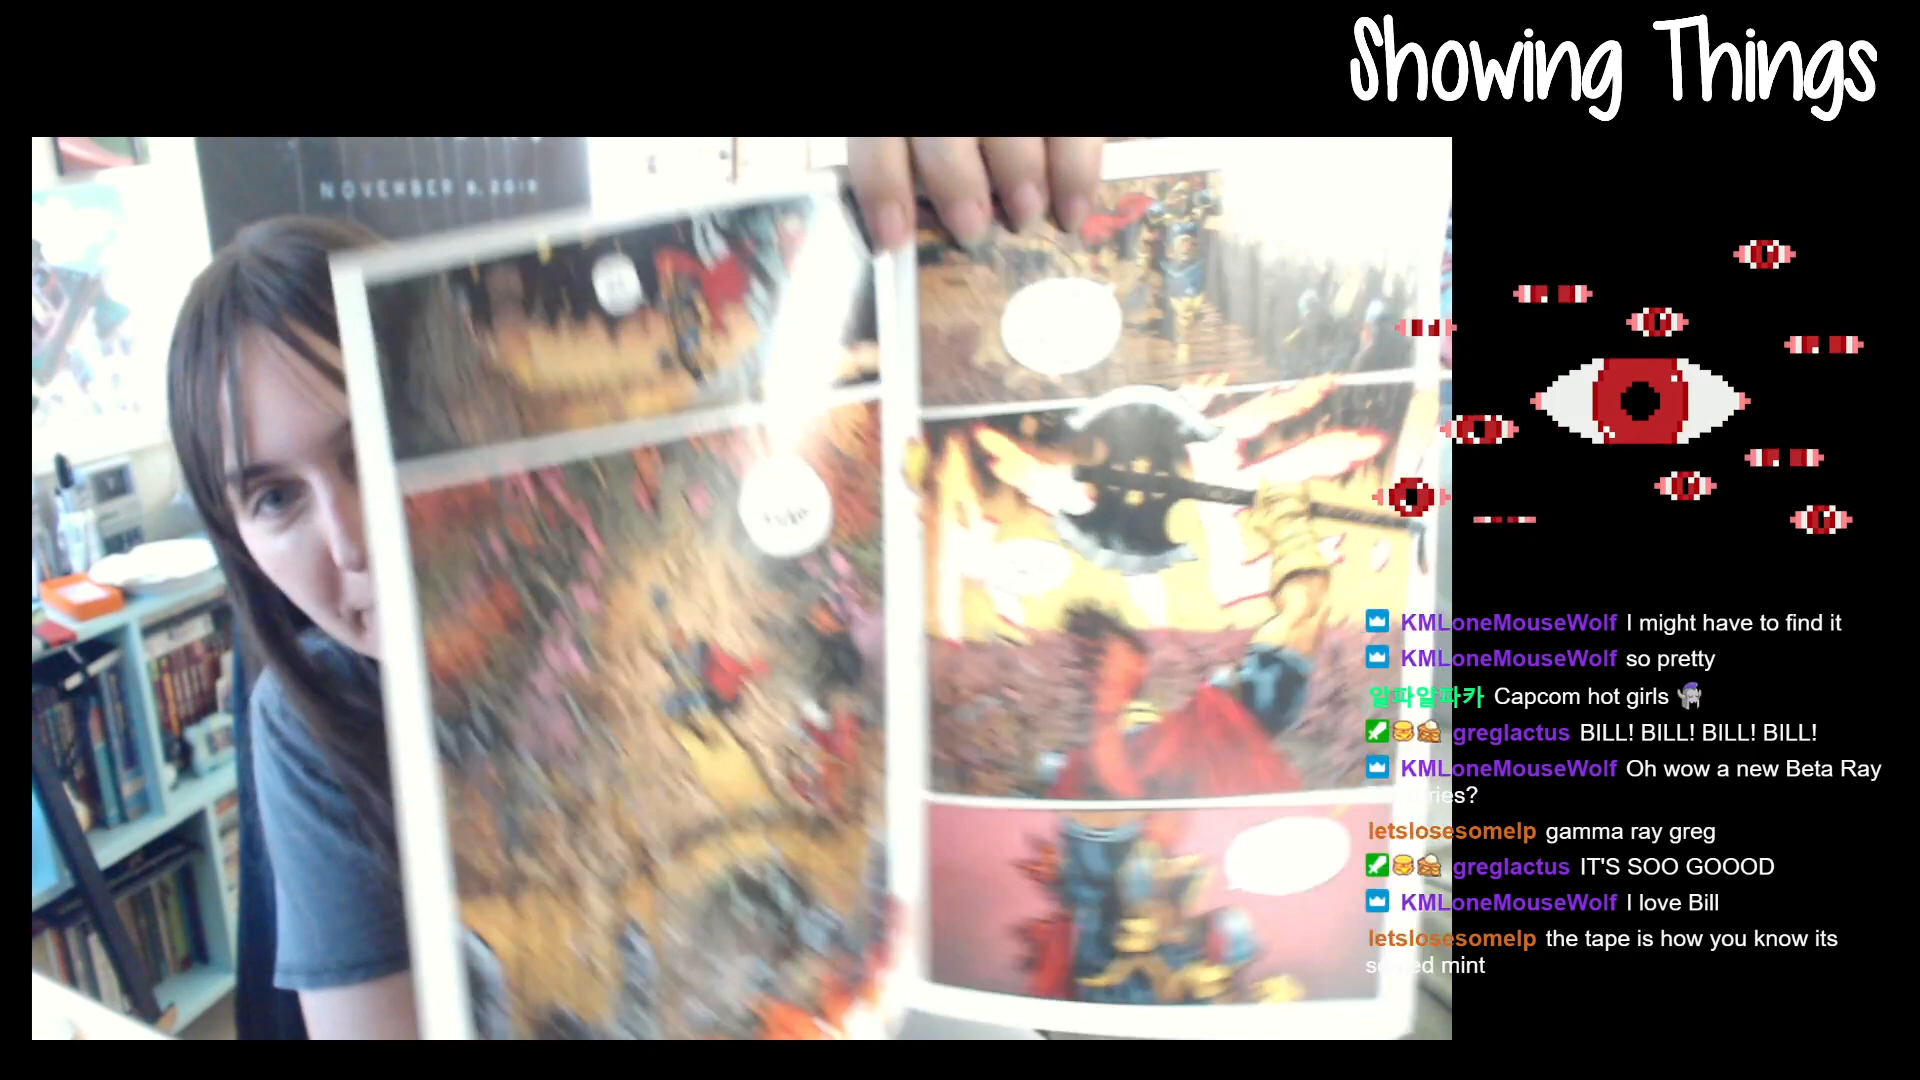 Showing Things
NOVEMBER 8, 2019
KMLoneMouseWolf I might have to find it
KMLoneMouseWolf so pretty
알파알파카 Capcom hot girls
greglactus BILL! BILL! BILL! BILL!
KMLoneMouseWolf Oh wow a new Beta Ray
letslosesomelp gamma ray greg
greglactus IT'S SOO GOOOD
KMLoneMouseWolf I love Bill
letslosesomelp the tape is how you know its
mint